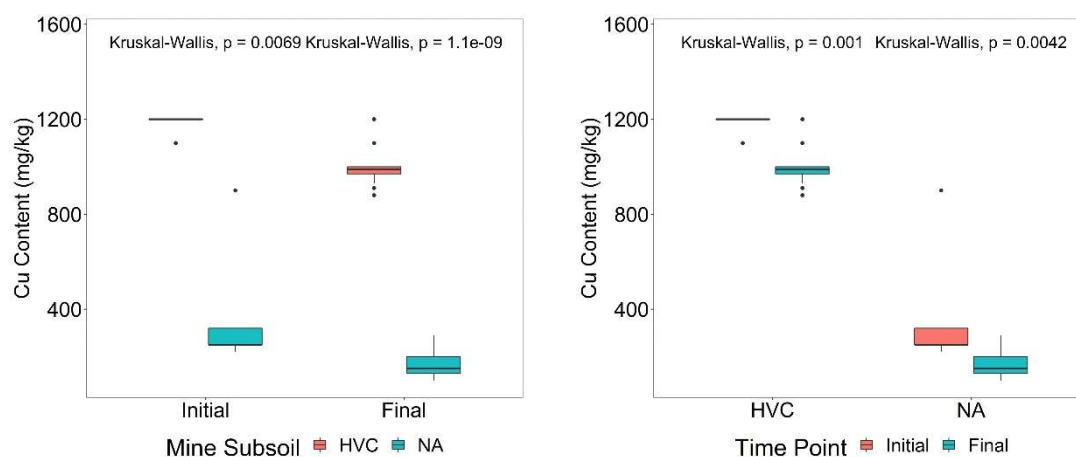 1600
Kruskal-Wallis, p = 0.0069 Kruskal-Wallis, p = 1.1e-09
1200
800
400
Cu Content (mg/kg)
Initial Final
Mine Subsoil HVC NA
1600
Kruskal-Wallis, p = 0.001 Kruskal-Wallis, p = 0.0042
1200
800
400
Cu Content (mg/kg)
HVC NA
Time Point Initial Final